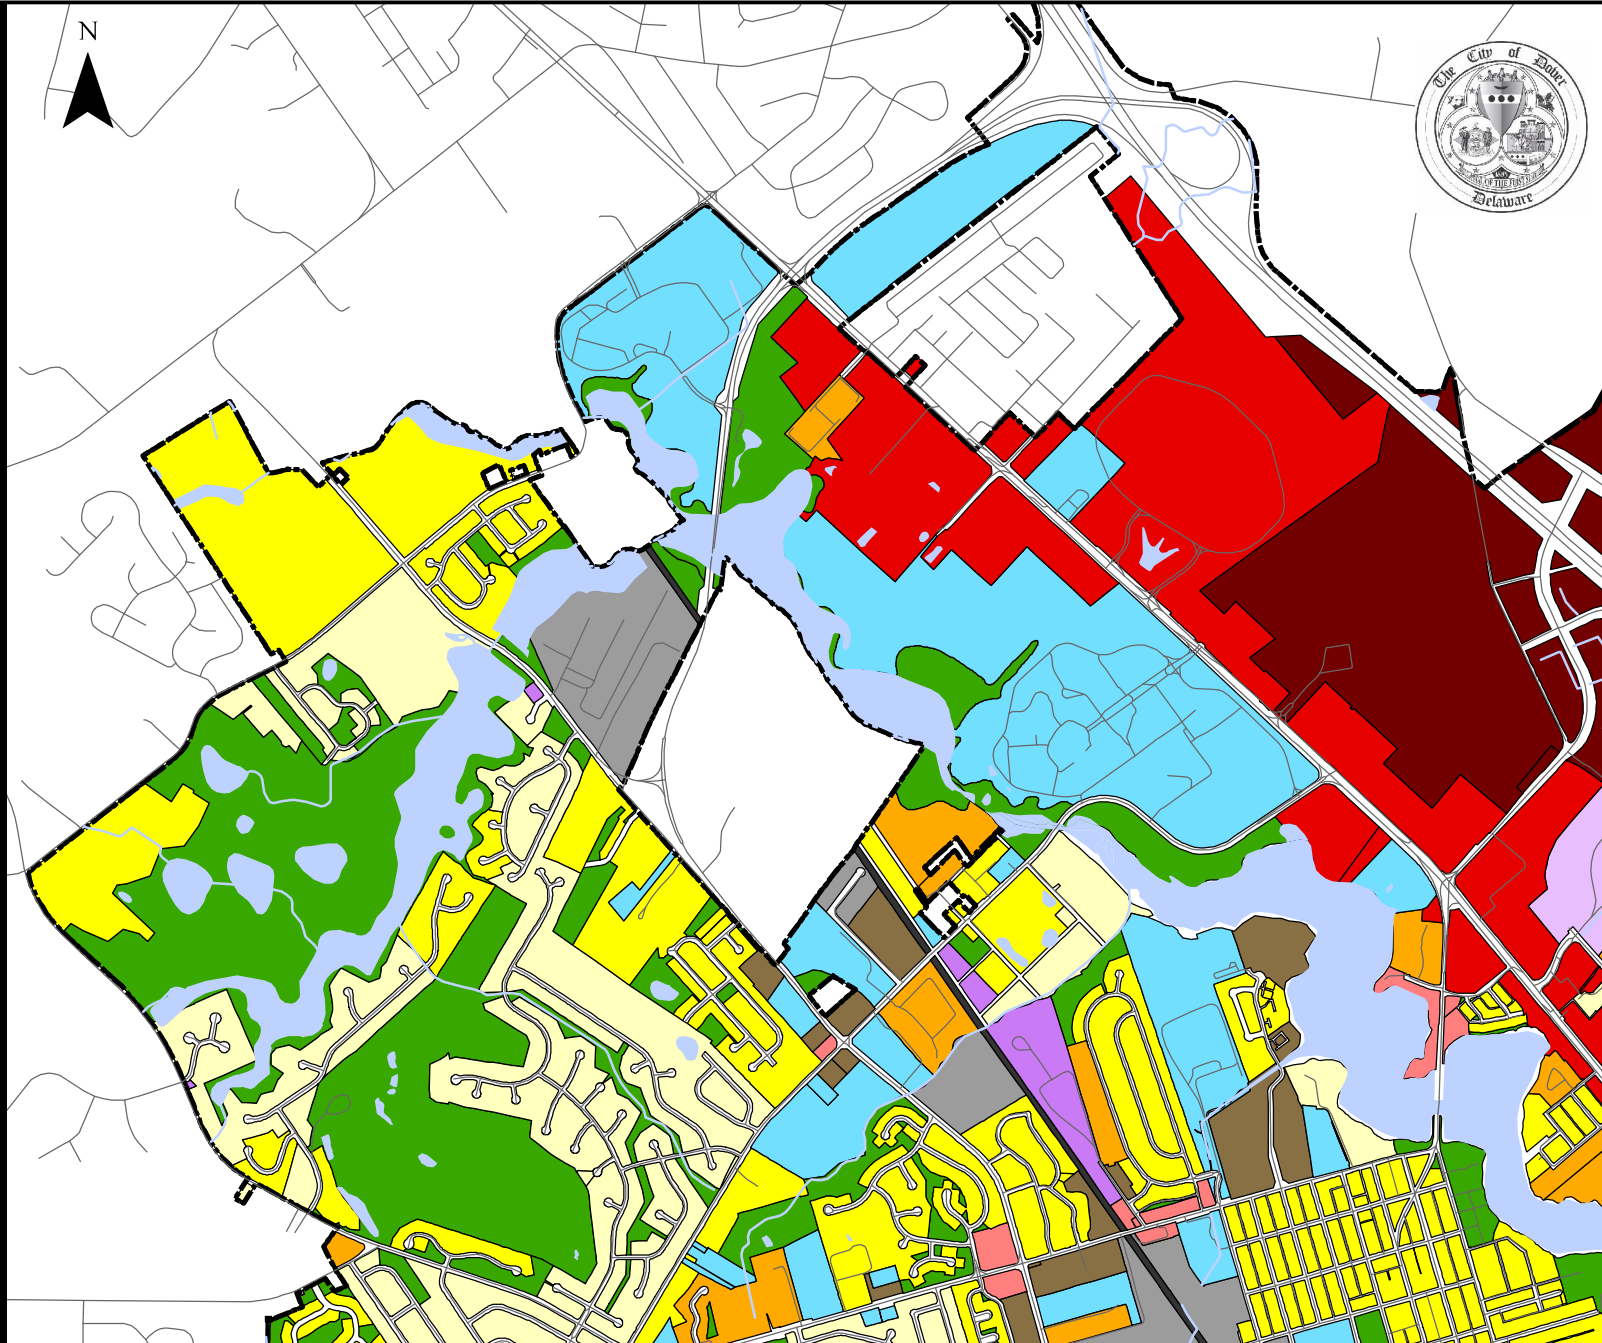 N
The City of Dover
Delaware